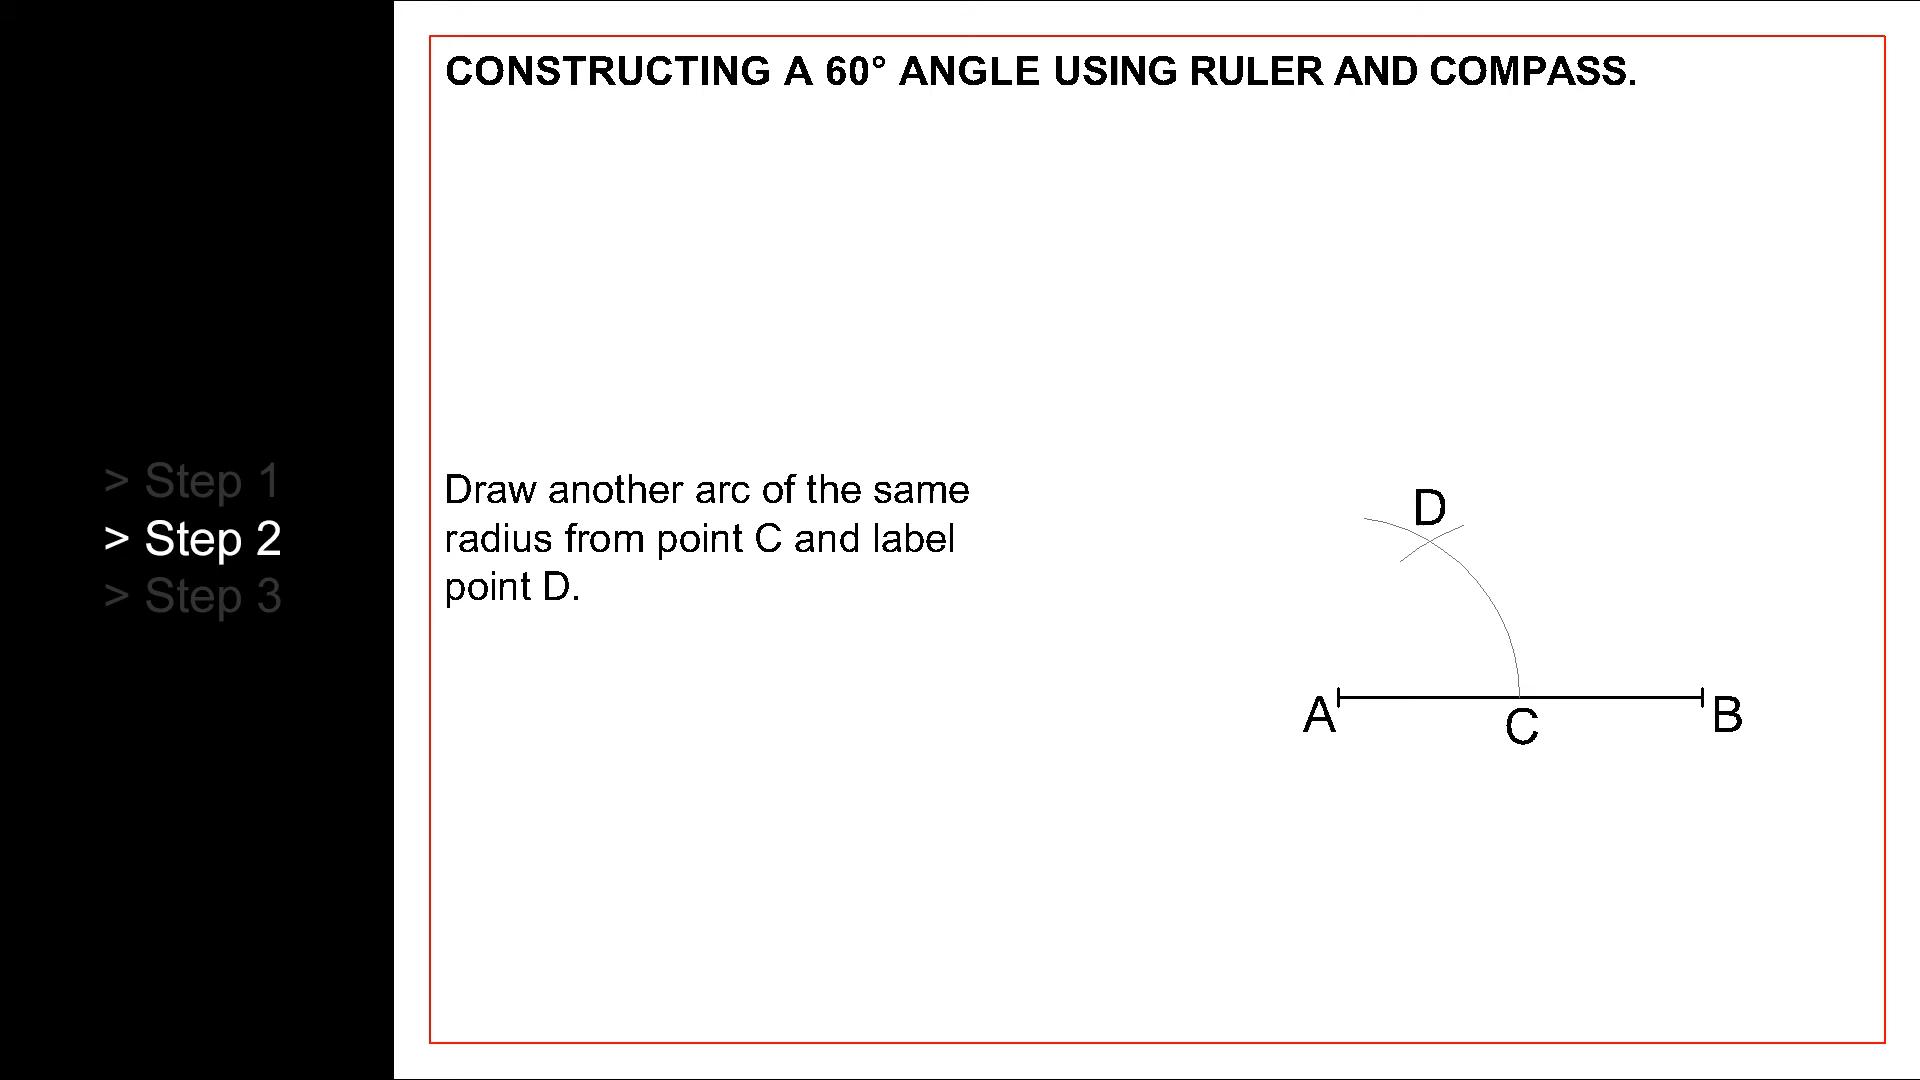 CONSTRUCTING A 60° ANGLE USING RULER AND COMPASS.
> Step 1
> Step 2
> Step 3
Draw another arc of the same
radius from point C and label
point D.
D
A
C
B